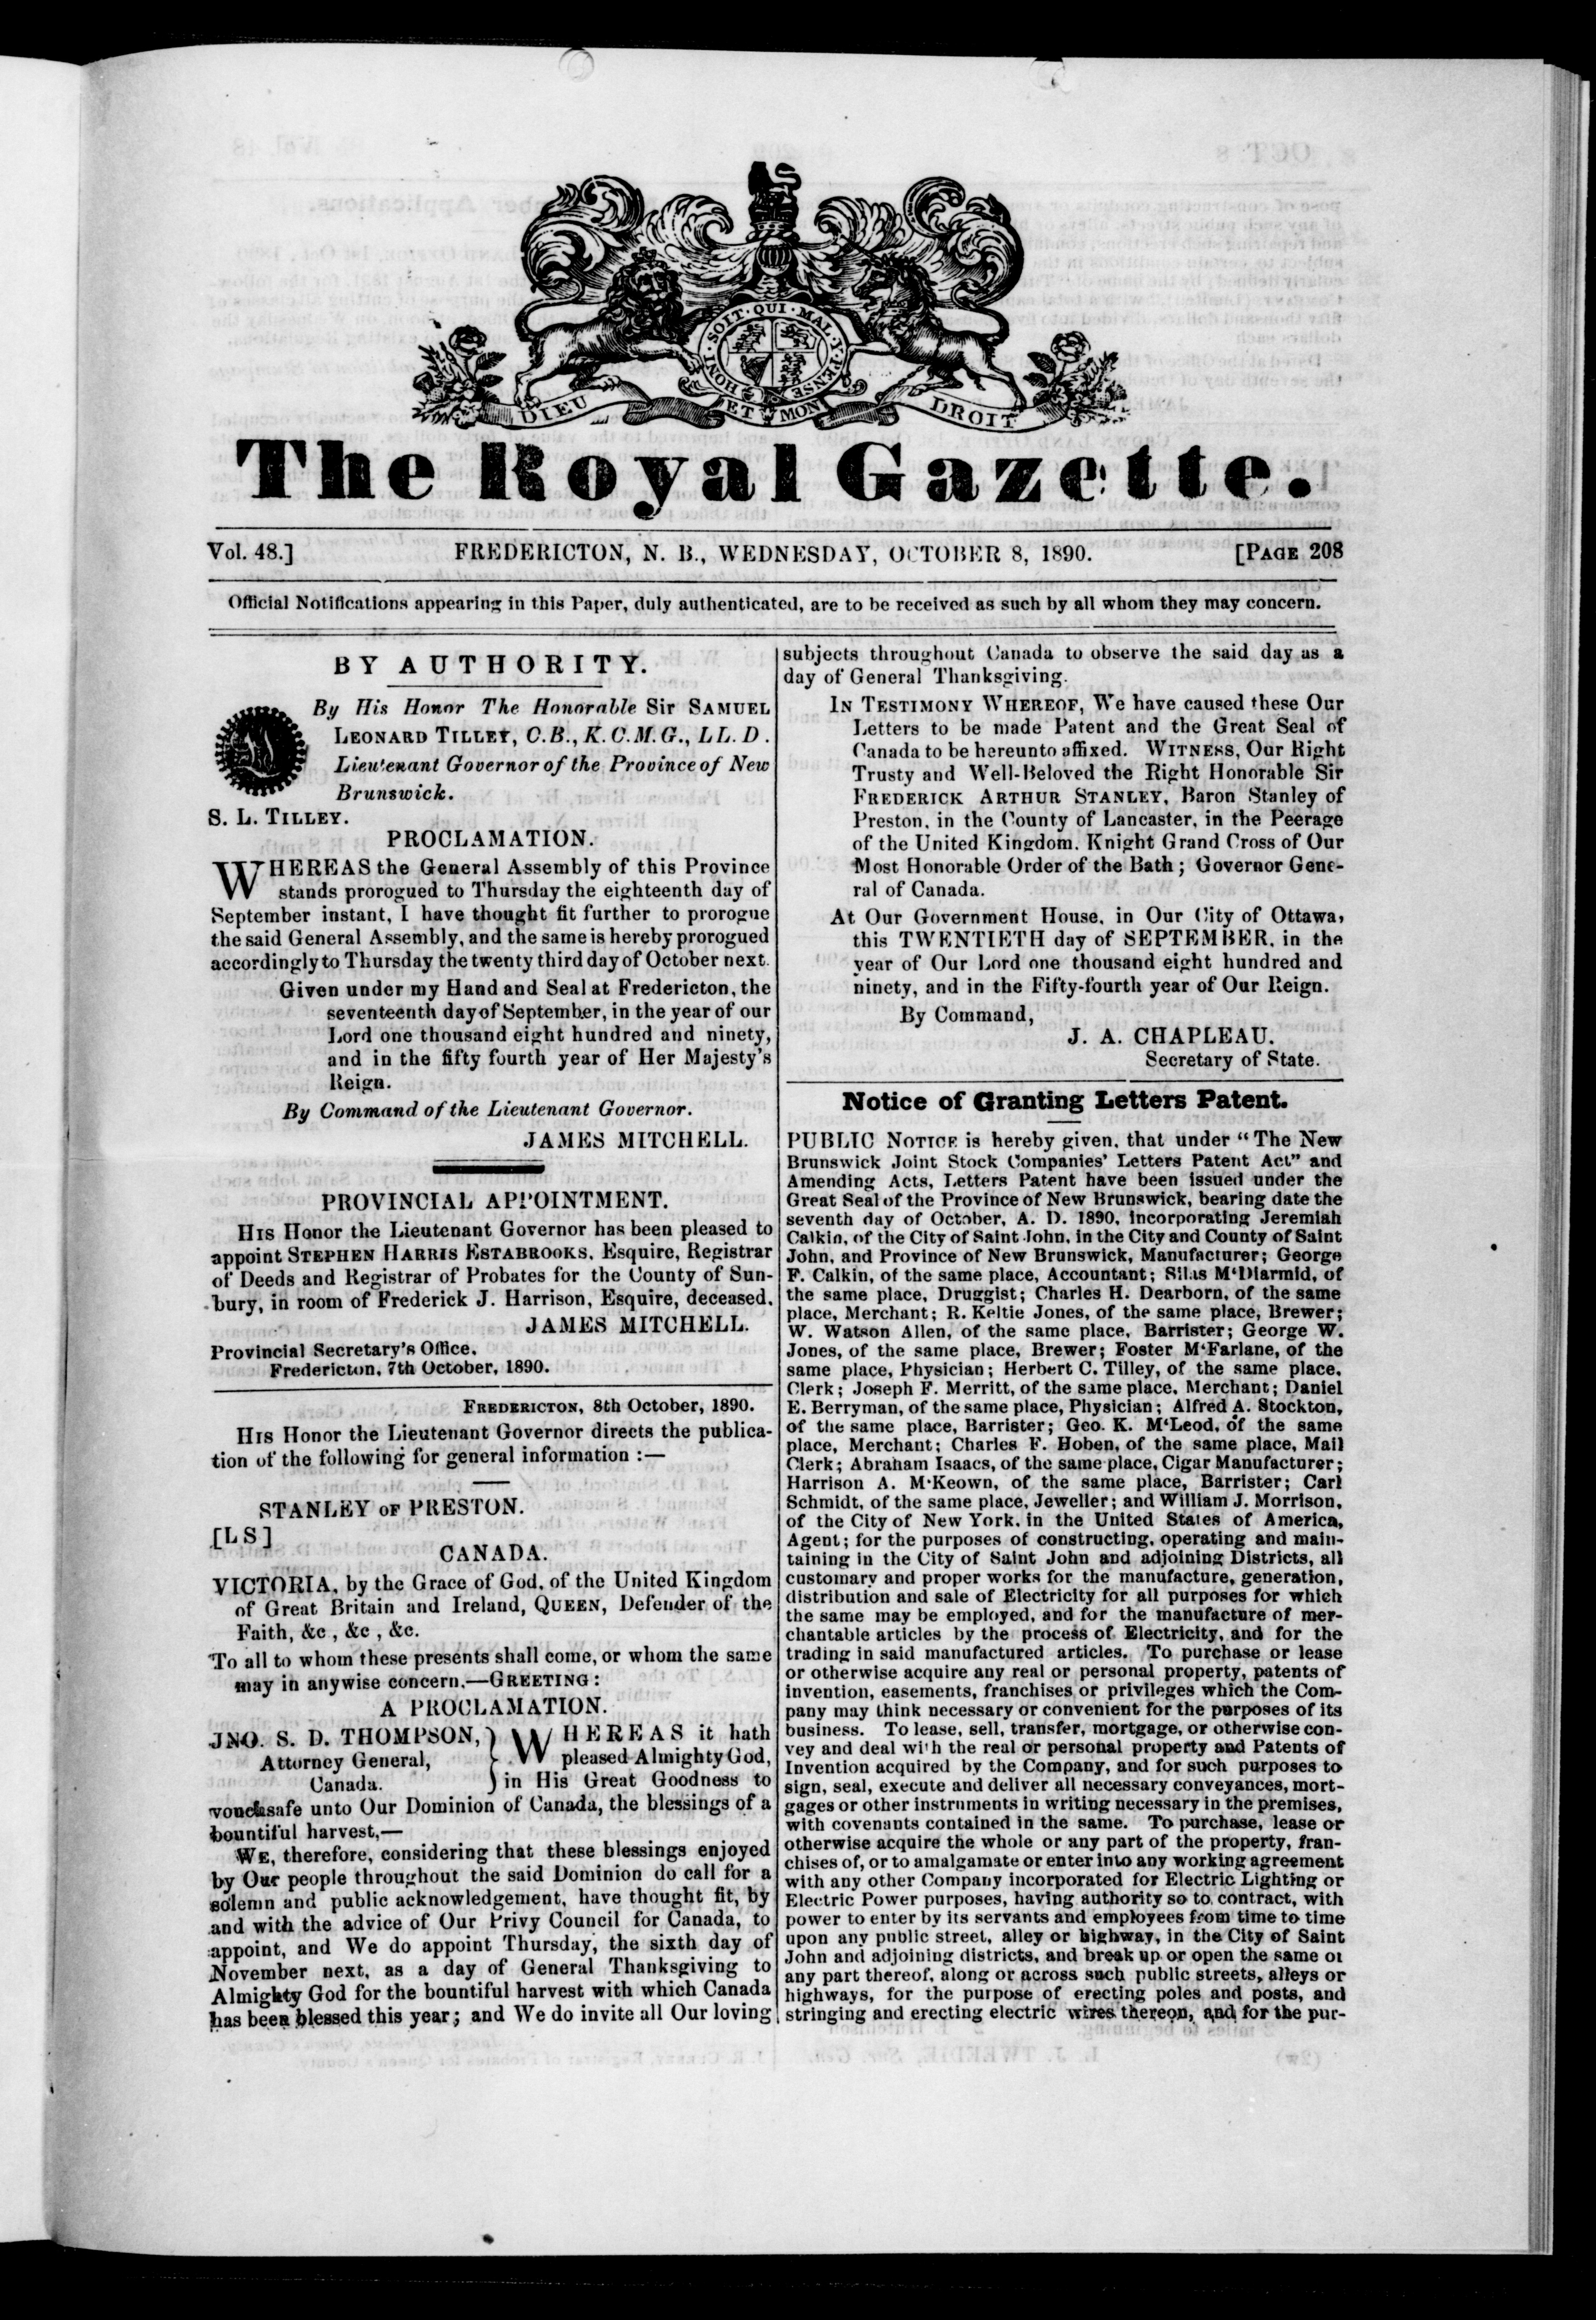 HONI · SOIT · QUI · MAL · Y · PENSE
DIEU ET MON DROIT
The Royal Gazette.
Vol. 48.] FREDERICTON, N. B., WEDNESDAY, OCTOBER 8, 1890. [PAGE 208
Official Notifications appearing in this Paper, duly authenticated, are to be received as such by all whom they may concern.
BY AUTHORITY.
By His Honor The Honorable Sir SAMUEL
LEONARD TILLEY, C.B., K.C.M.G., LL.D.
Lieutenant Governor of the Province of New
Brunswick.
S. L. TILLEY.
PROCLAMATION.
WHEREAS the General Assembly of this Province
stands prorogued to Thursday the eighteenth day of
September instant, I have thought fit further to prorogue
the said General Assembly, and the same is hereby prorogued
accordingly to Thursday the twenty third day of October next.
Given under my Hand and Seal at Fredericton, the
seventeenth day of September, in the year of our
Lord one thousand eight hundred and ninety,
and in the fifty fourth year of Her Majesty's
Reign.
By Command of the Lieutenant Governor.
JAMES MITCHELL.
PROVINCIAL APPOINTMENT.
HIS Honor the Lieutenant Governor has been pleased to
appoint STEPHEN HARRIS ESTABROOKS, Esquire, Registrar
of Deeds and Registrar of Probates for the County of Sun-
bury, in room of Frederick J. Harrison, Esquire, deceased.
JAMES MITCHELL.
Provincial Secretary's Office,
Fredericton, 7th October, 1890.
FREDERICTON, 8th October, 1890.
HIS Honor the Lieutenant Governor directs the publica-
tion of the following for general information :—
STANLEY OF PRESTON.
[LS]
CANADA.
VICTORIA, by the Grace of God, of the United Kingdom
of Great Britain and Ireland, QUEEN, Defender of the
Faith, &c , &c , &c.
To all to whom these presents shall come, or whom the same
may in anywise concern,—GREETING :
A PROCLAMATION.
JNO. S. D. THOMPSON, } WHEREAS it hath
Attorney General, pleased Almighty God,
Canada. in His Great Goodness to
vouchsafe unto Our Dominion of Canada, the blessings of a
bountiful harvest,—
WE, therefore, considering that these blessings enjoyed
by Our people throughout the said Dominion do call for a
solemn and public acknowledgement, have thought fit, by
and with the advice of Our Privy Council for Canada, to
appoint, and We do appoint Thursday, the sixth day of
November next, as a day of General Thanksgiving to
Almighty God for the bountiful harvest with which Canada
has been blessed this year; and We do invite all Our loving
subjects throughout Canada to observe the said day as a
day of General Thanksgiving.
IN TESTIMONY WHEREOF, We have caused these Our
Letters to be made Patent and the Great Seal of
Canada to be hereunto affixed. WITNESS, Our Right
Trusty and Well-Beloved the Right Honorable Sir
FREDERICK ARTHUR STANLEY, Baron Stanley of
Preston, in the County of Lancaster, in the Peerage
of the United Kingdom, Knight Grand Cross of Our
Most Honorable Order of the Bath ; Governor Gene-
ral of Canada.
At Our Government House, in Our City of Ottawa,
this TWENTIETH day of SEPTEMBER, in the
year of Our Lord one thousand eight hundred and
ninety, and in the Fifty-fourth year of Our Reign.
By Command,
J. A. CHAPLEAU.
Secretary of State.
Notice of Granting Letters Patent.
PUBLIC NOTICE is hereby given, that under "The New
Brunswick Joint Stock Companies' Letters Patent Act" and
Amending Acts, Letters Patent have been issued under the
Great Seal of the Province of New Brunswick, bearing date the
seventh day of October, A. D. 1890, incorporating Jeremiah
Calkin, of the City of Saint John, in the City and County of Saint
John, and Province of New Brunswick, Manufacturer; George
F. Calkin, of the same place, Accountant; Silas M'Diarmid, of
the same place, Druggist; Charles H. Dearborn, of the same
place, Merchant; R. Keltie Jones, of the same place, Brewer;
W. Watson Allen, of the same place, Barrister; George W.
Jones, of the same place, Brewer; Foster M'Farlane, of the
same place, Physician; Herbert C. Tilley, of the same place,
Clerk; Joseph F. Merritt, of the same place, Merchant; Daniel
E. Berryman, of the same place, Physician; Alfred A. Stockton,
of the same place, Barrister; Geo. K. M'Leod, of the same
place, Merchant; Charles F. Hoben, of the same place, Mail
Clerk; Abraham Isaacs, of the same place, Cigar Manufacturer;
Harrison A. M'Keown, of the same place, Barrister; Carl
Schmidt, of the same place, Jeweller; and William J. Morrison,
of the City of New York, in the United States of America,
Agent; for the purposes of constructing, operating and main-
taining in the City of Saint John and adjoining Districts, all
customary and proper works for the manufacture, generation,
distribution and sale of Electricity for all purposes for which
the same may be employed, and for the manufacture of mer-
chantable articles by the process of Electricity, and for the
trading in said manufactured articles. To purchase or lease
or otherwise acquire any real or personal property, patents of
invention, easements, franchises or privileges which the Com-
pany may think necessary or convenient for the purposes of its
business. To lease, sell, transfer, mortgage, or otherwise con-
vey and deal with the real or personal property and Patents of
Invention acquired by the Company, and for such purposes to
sign, seal, execute and deliver all necessary conveyances, mort-
gages or other instruments in writing necessary in the premises,
with covenants contained in the same. To purchase, lease or
otherwise acquire the whole or any part of the property, fran-
chises of, or to amalgamate or enter into any working agreement
with any other Company incorporated for Electric Lighting or
Electric Power purposes, having authority so to contract, with
power to enter by its servants and employees from time to time
upon any public street, alley or highway, in the City of Saint
John and adjoining districts, and break up or open the same or
any part thereof, along or across such public streets, alleys or
highways, for the purpose of erecting poles and posts, and
stringing and erecting electric wires thereon, and for the pur-